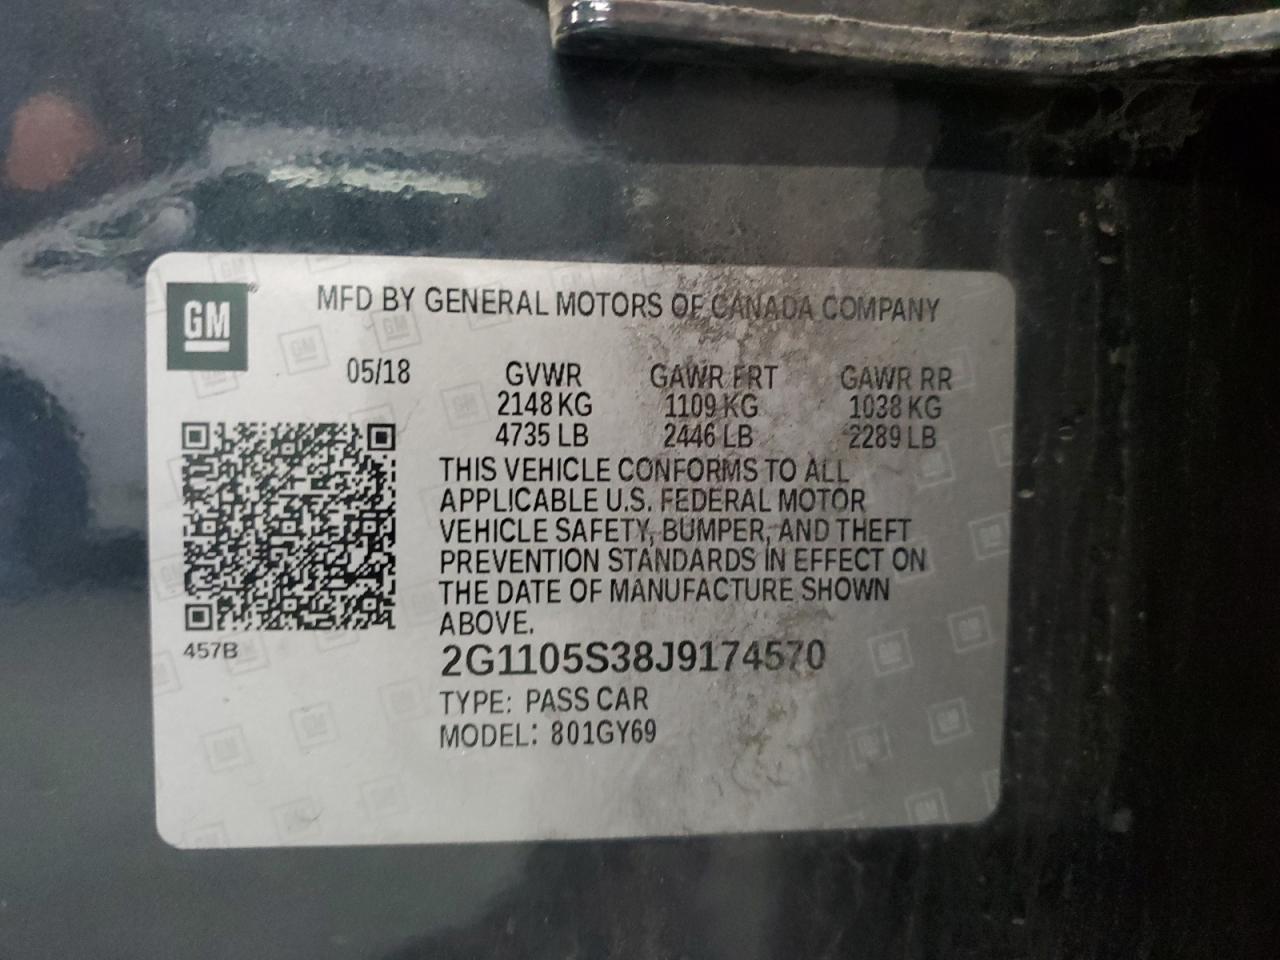 GM
MFD BY GENERAL MOTORS OF CANADA COMPANY
05/18 GVWR GAWR FRT GAWR RR
2148 KG 1109 KG 1038 KG
4735 LB 2446 LB 2289 LB
THIS VEHICLE CONFORMS TO ALL
APPLICABLE U.S. FEDERAL MOTOR
VEHICLE SAFETY, BUMPER, AND THEFT
PREVENTION STANDARDS IN EFFECT ON
THE DATE OF MANUFACTURE SHOWN
ABOVE.
457B
2G1105S38J9174570
TYPE: PASS CAR
MODEL: 801GY69